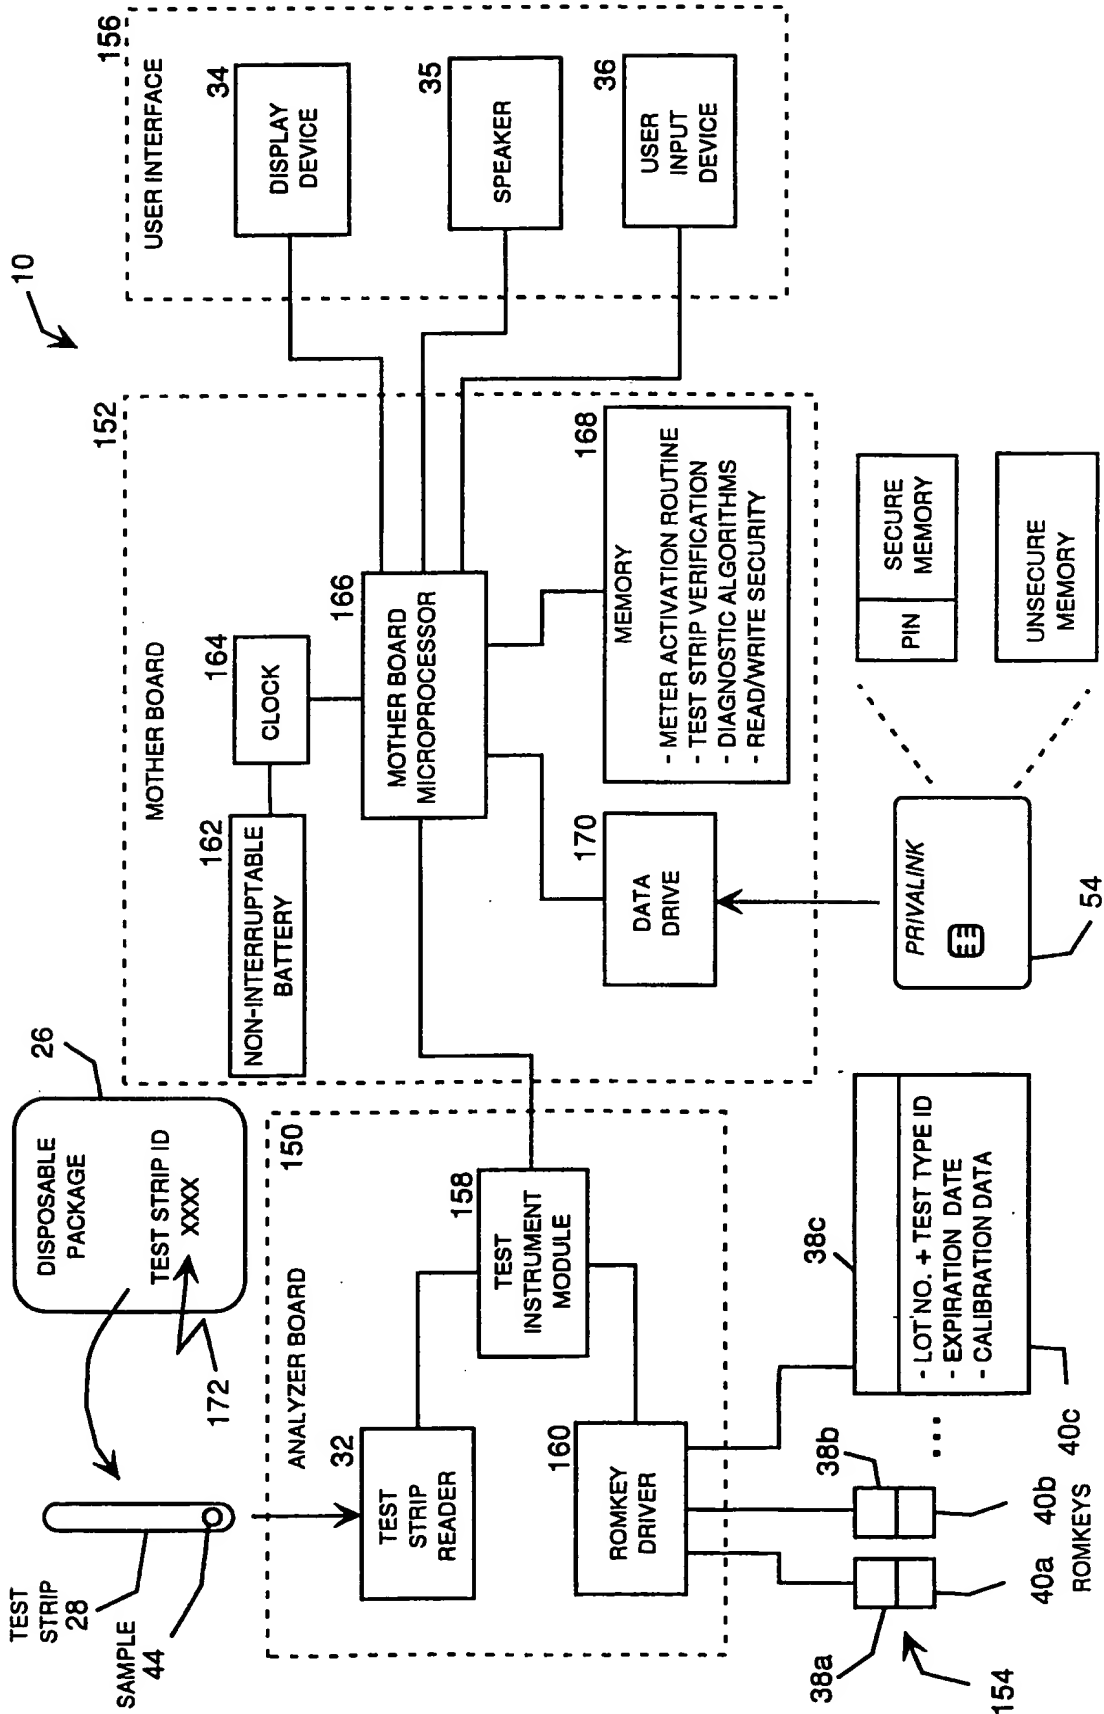 TEST
STRIP
28
SAMPLE
44
DISPOSABLE
PACKAGE
TEST STRIP ID
XXXX
26
172
10
ANALYZER BOARD
150
TEST
STRIP
READER
32
TEST
INSTRUMENT
MODULE
158
ROMKEY
DRIVER
160
38a
38b
38c
- LOT NO. + TEST TYPE ID
- EXPIRATION DATE
- CALIBRATION DATA
...
40a
40b
40c
ROMKEYS
154
MOTHER BOARD
152
NON-INTERRUPTABLE
BATTERY
162
CLOCK
164
MOTHER BOARD
MICROPROCESSOR
166
DATA
DRIVE
170
MEMORY
168
- METER ACTIVATION ROUTINE
- TEST STRIP VERIFICATION
- DIAGNOSTIC ALGORITHMS
- READ/WRITE SECURITY
PRIVALINK
54
PIN
SECURE
MEMORY
UNSECURE
MEMORY
USER INTERFACE
156
DISPLAY
DEVICE
34
SPEAKER
35
USER
INPUT
DEVICE
36